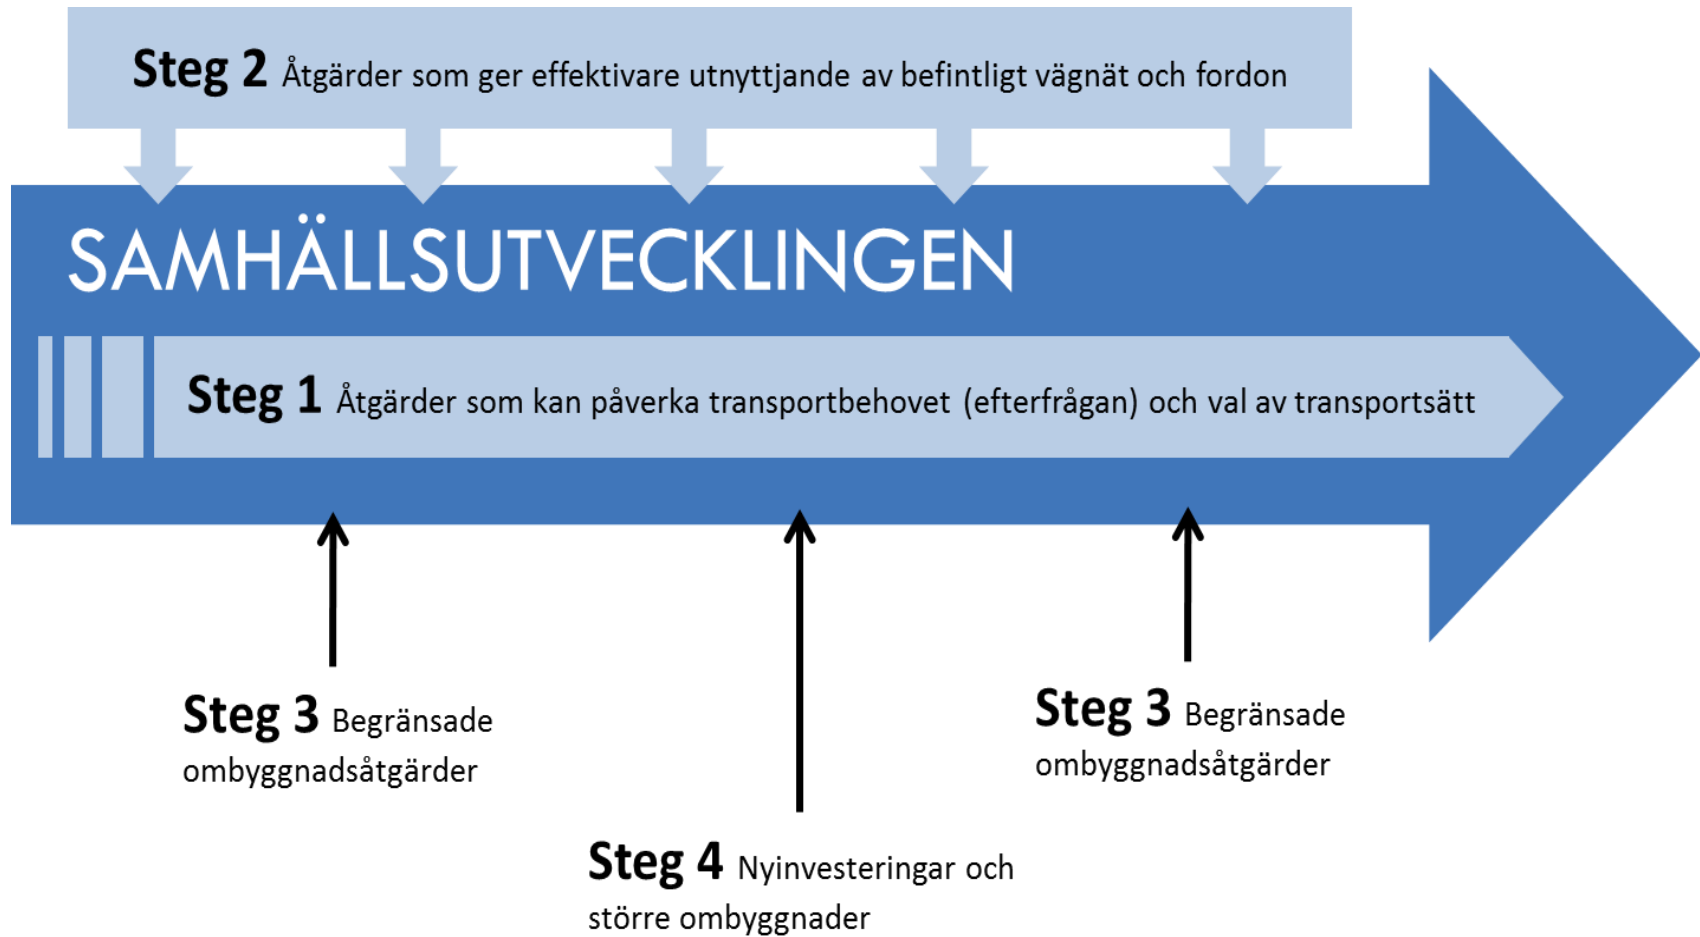 Steg 2 Åtgärder som ger effektivare utnyttjande av befintligt vägnät och fordon
SAMHÄLLSUTVECKLINGEN
Steg 1 Åtgärder som kan påverka transportbehovet (efterfrågan) och val av transportsätt
Steg 3 Begränsade
ombyggnadsåtgärder
Steg 3 Begränsade
ombyggnadsåtgärder
Steg 4 Nyinvesteringar och
större ombyggnader